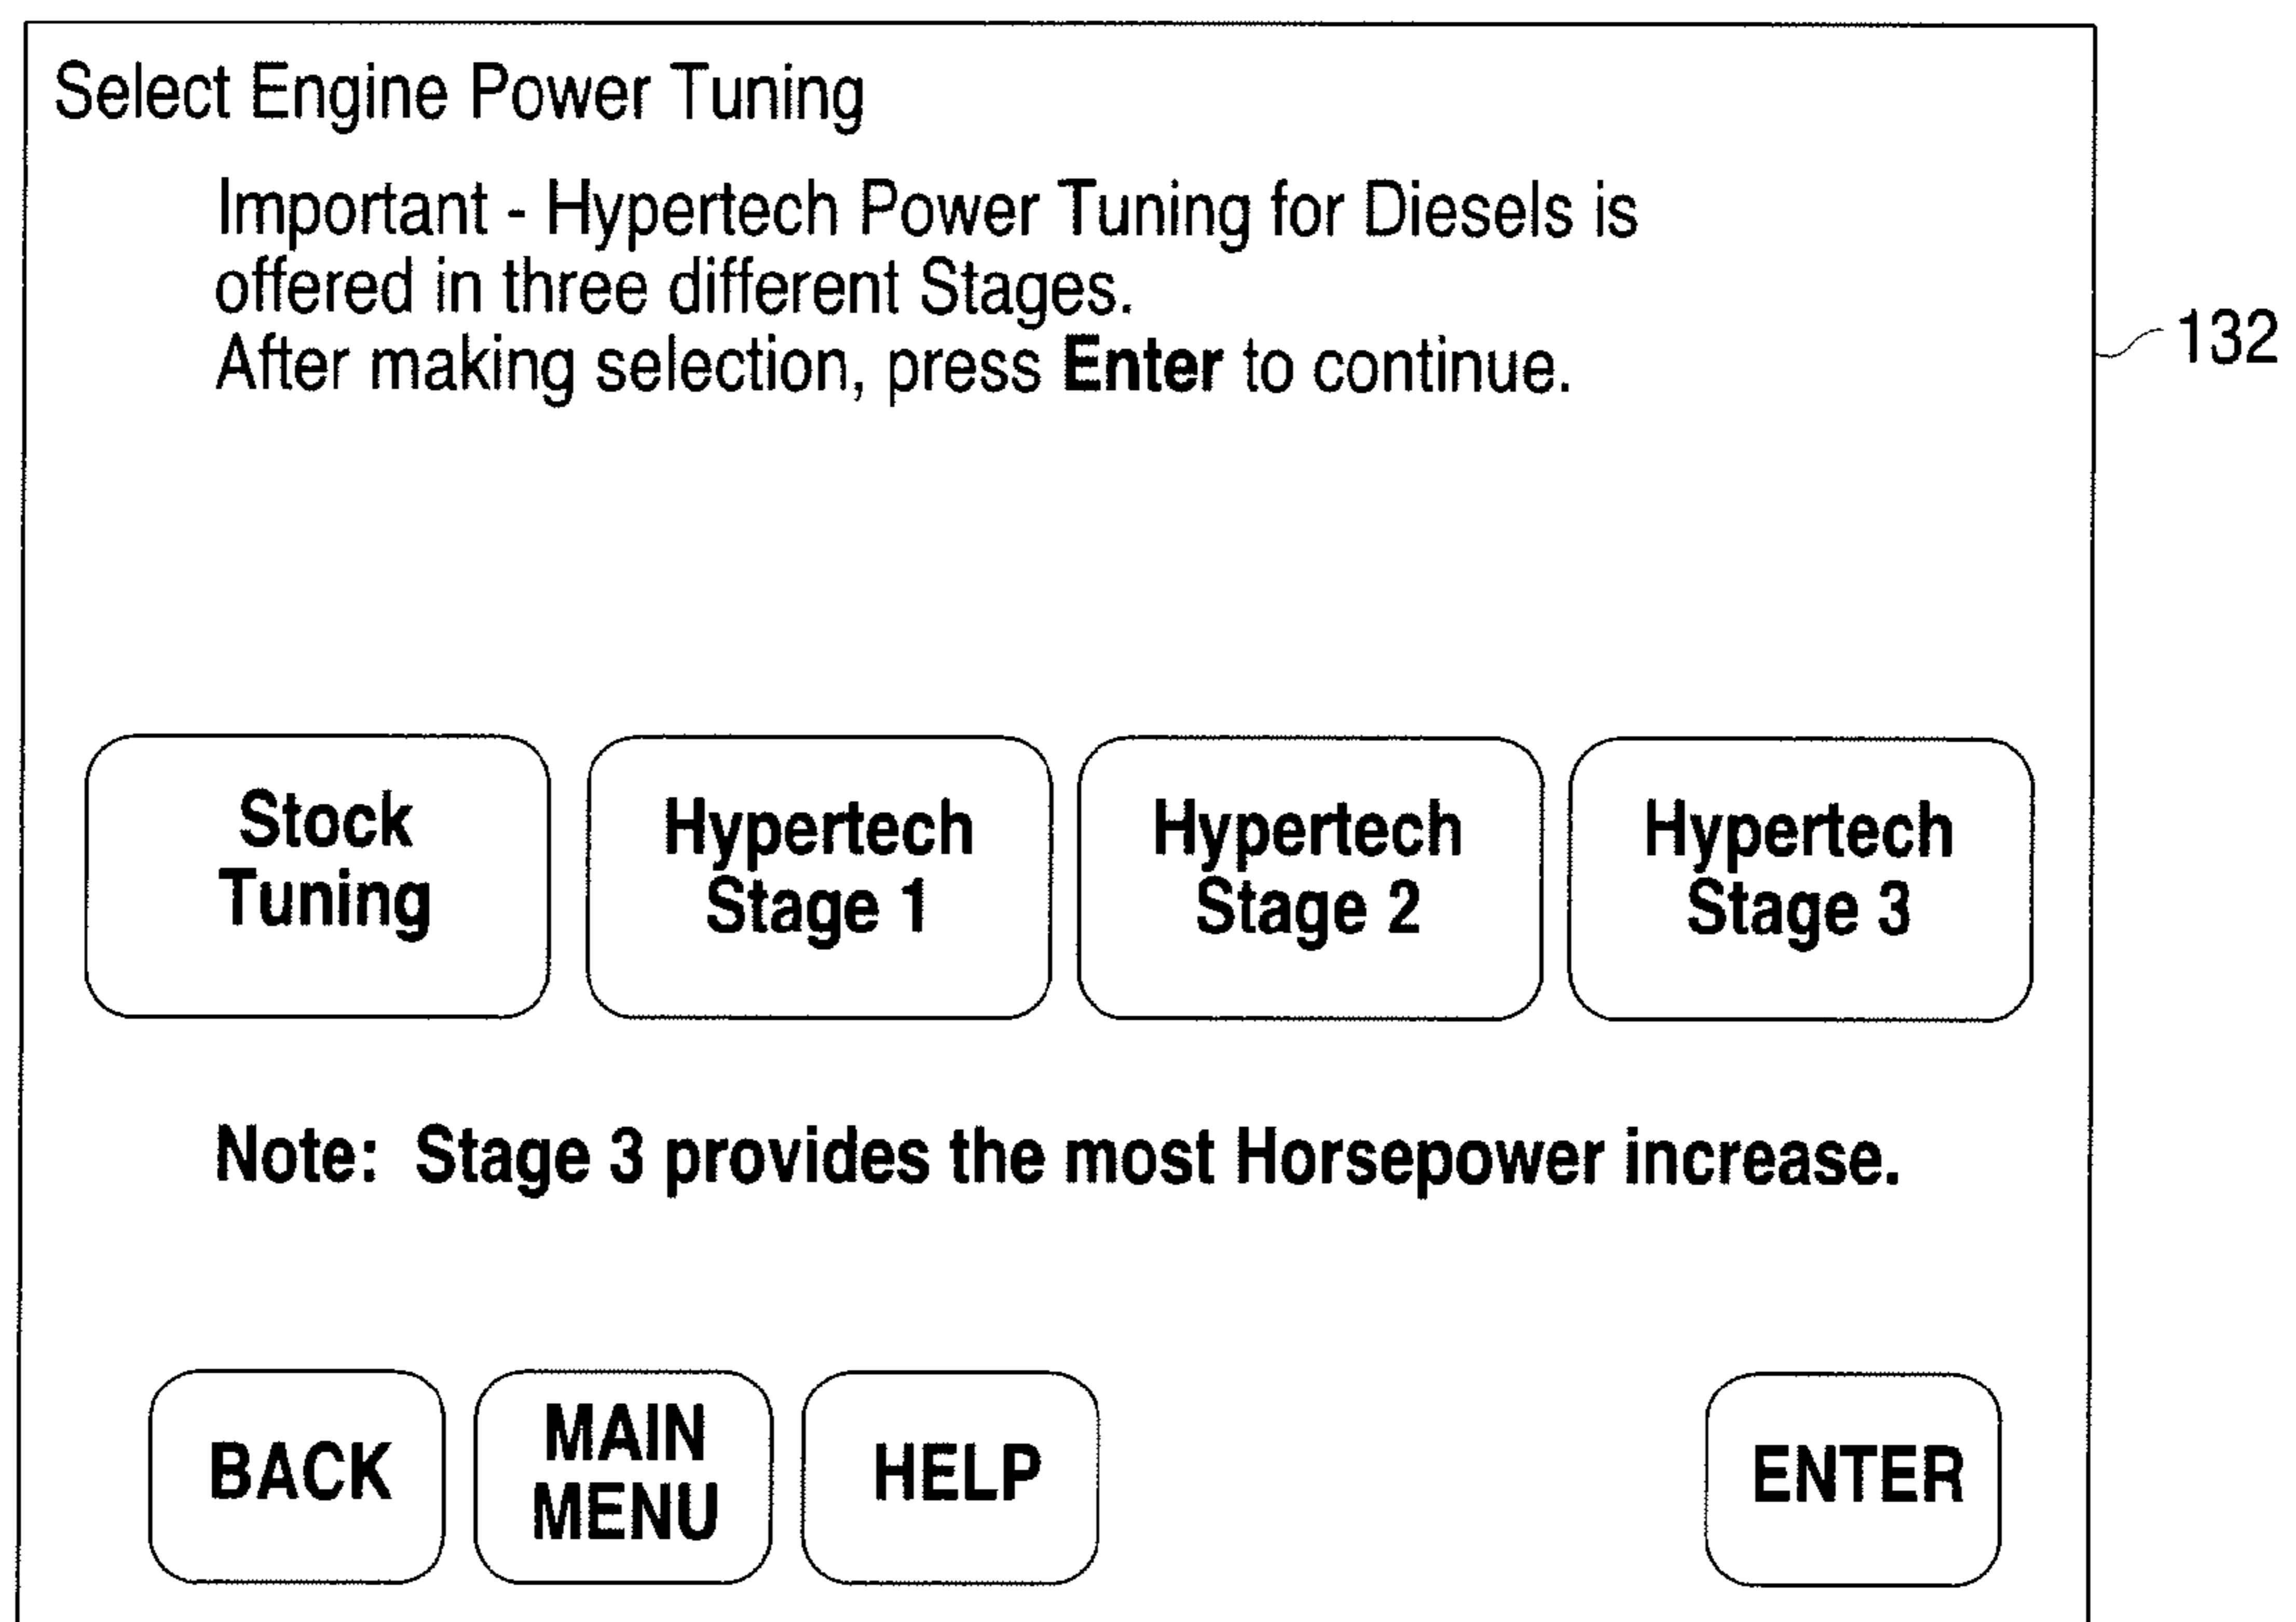 Select Engine Power Tuning
Important - Hypertech Power Tuning for Diesels is
offered in three different Stages.
After making selection, press Enter to continue.
132
Stock
Tuning
Hypertech
Stage 1
Hypertech
Stage 2
Hypertech
Stage 3
Note: Stage 3 provides the most Horsepower increase.
BACK
MAIN
MENU
HELP
ENTER